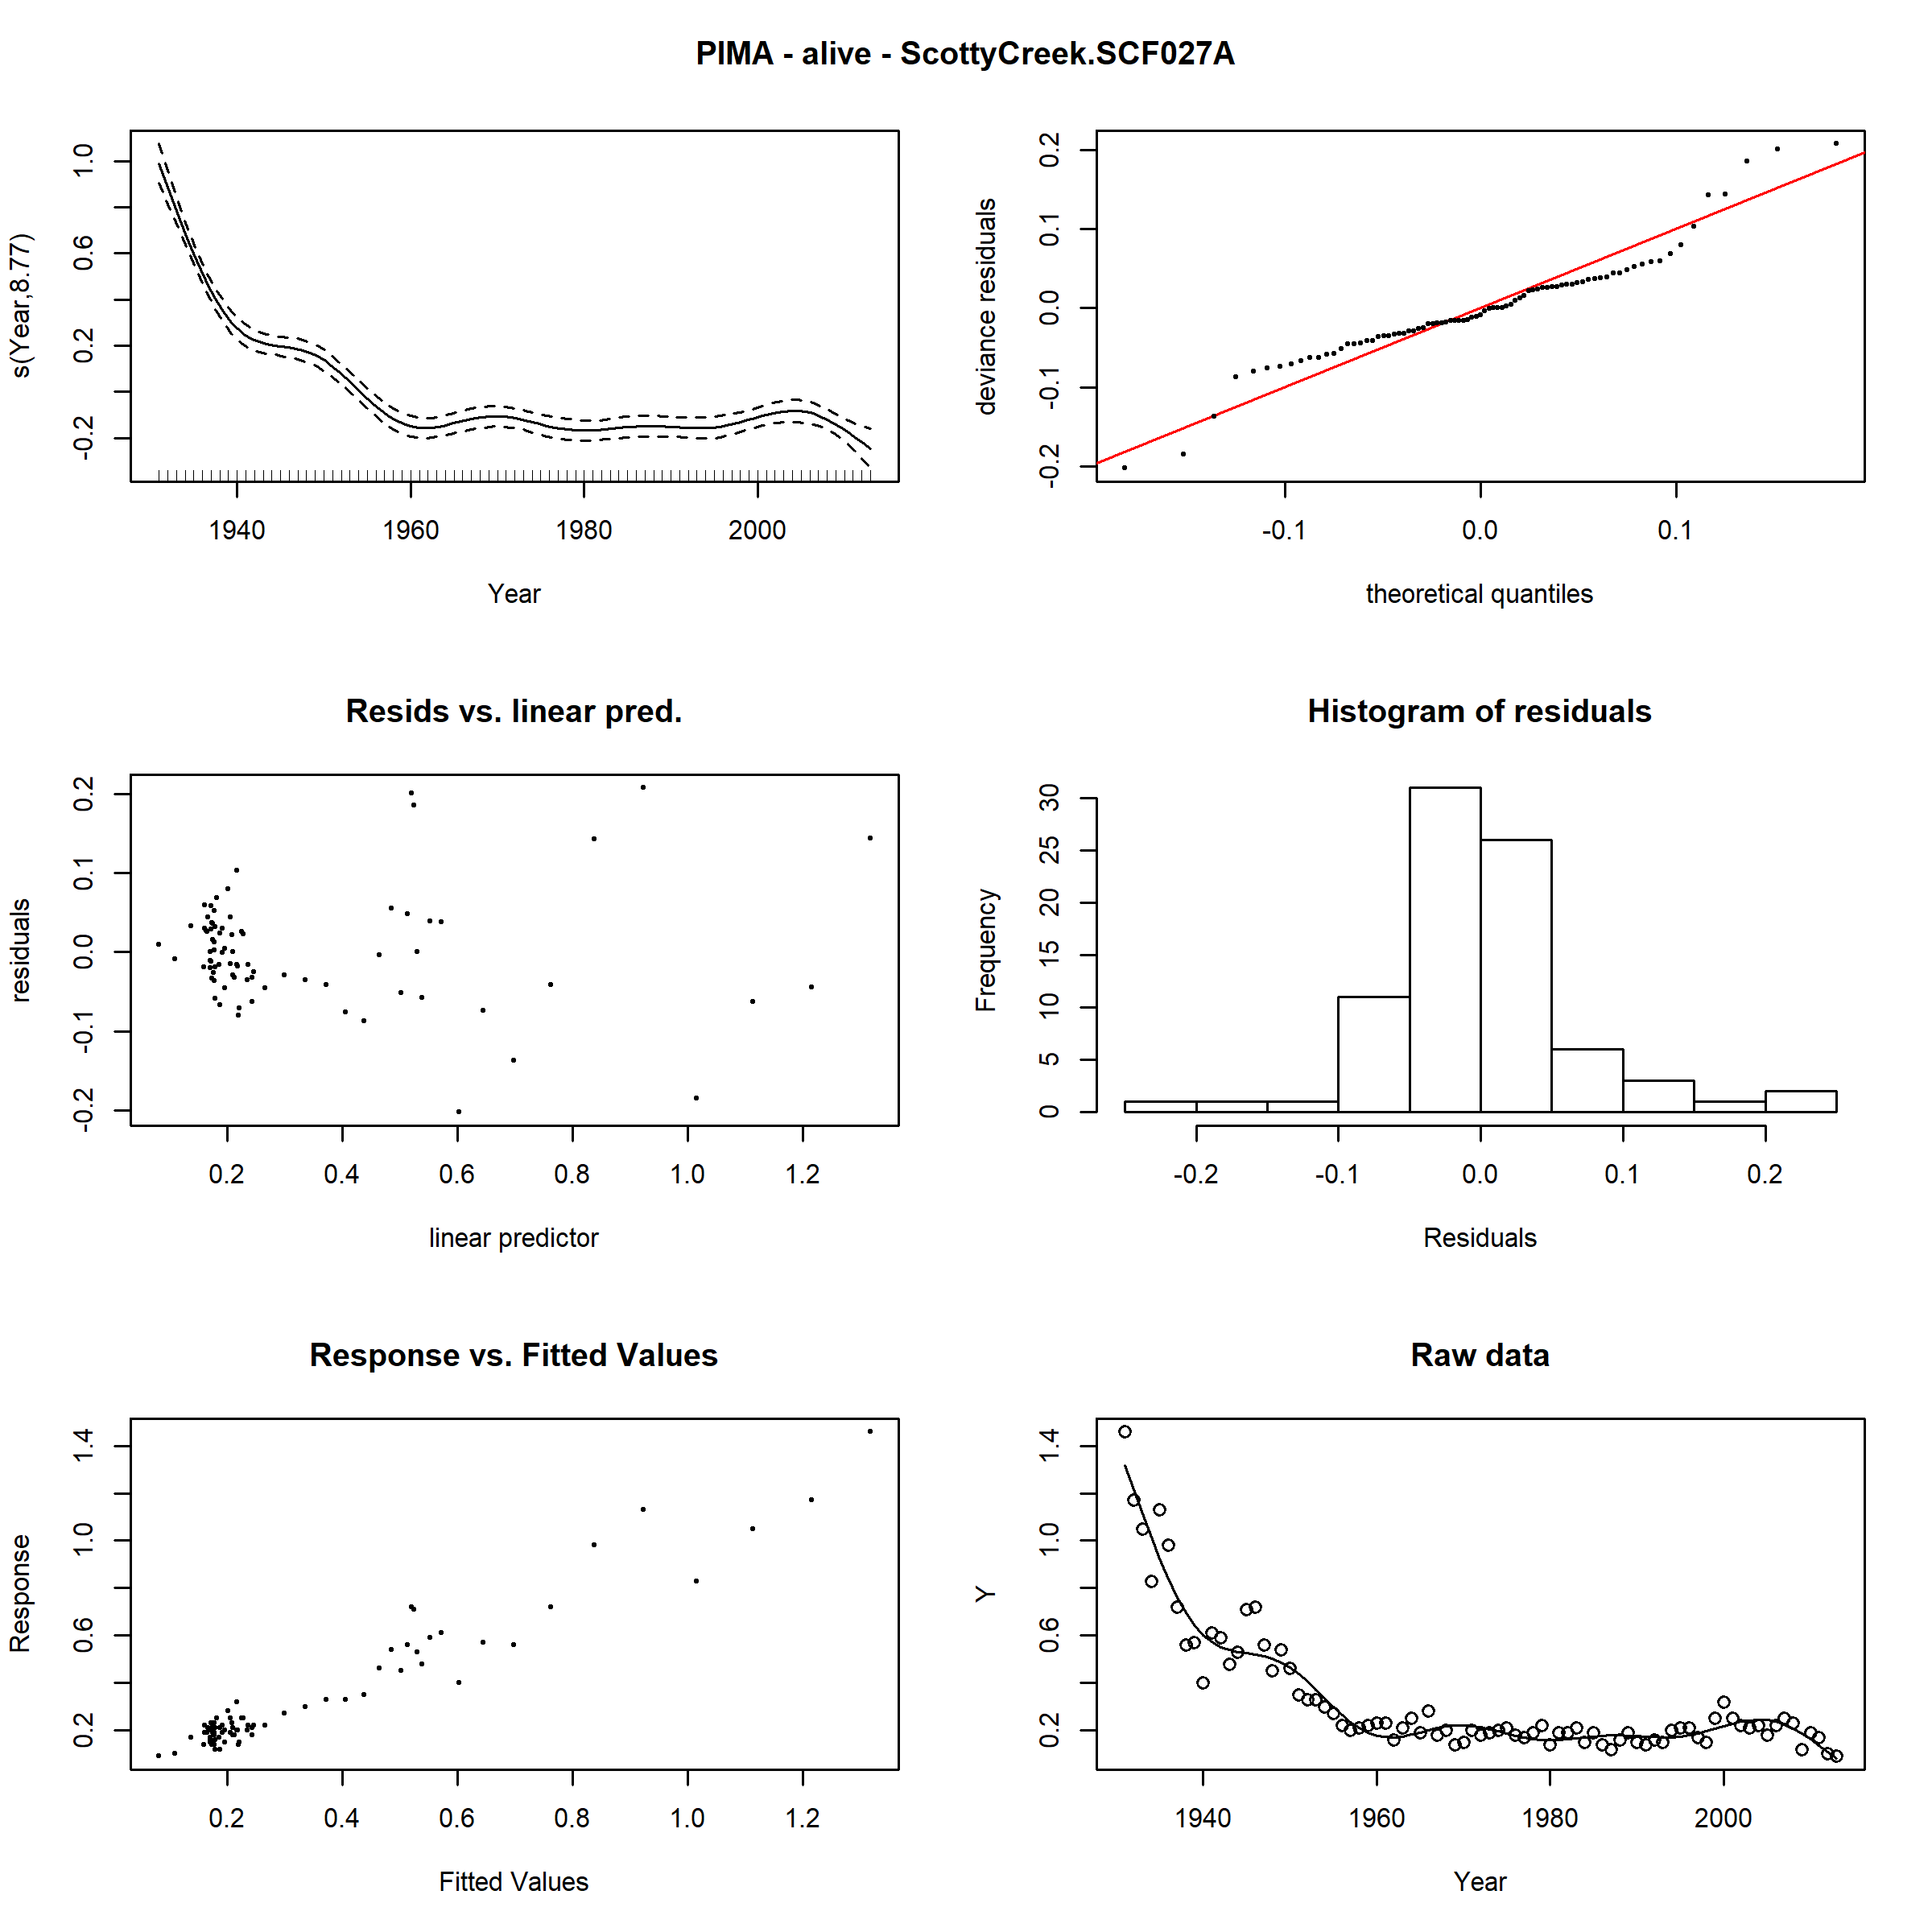 PIMA - alive - ScottyCreek.SCF027A
s(Year,8.77)
1.0
0.6
0.2
-0.2
1940 1960 1980 2000
Year
deviance residuals
0.2
0.1
0.0
-0.1
-0.2
-0.1 0.0 0.1
theoretical quantiles
Resids vs. linear pred.
residuals
0.2
0.1
0.0
-0.1
-0.2
0.2 0.4 0.6 0.8 1.0 1.2
linear predictor
Histogram of residuals
Frequency
30
25
20
15
10
5
0
-0.2 -0.1 0.0 0.1 0.2
Residuals
Response vs. Fitted Values
Response
1.4
1.0
0.6
0.2
0.2 0.4 0.6 0.8 1.0 1.2
Fitted Values
Raw data
Y
1.4
1.0
0.6
0.2
1940 1960 1980 2000
Year